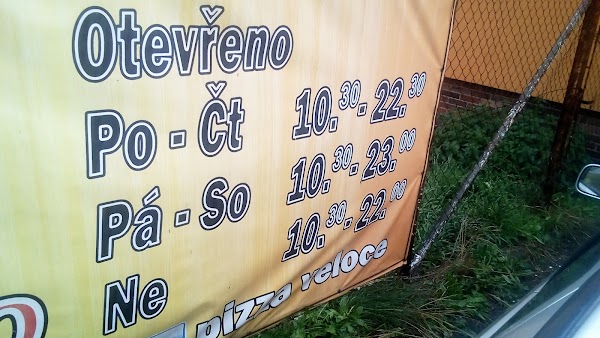 Otevřeno
Po - Čt 10.30 - 22.30
Pá - So 10.30 - 23.00
Ne 10.30 - 22.00
pizza veloce